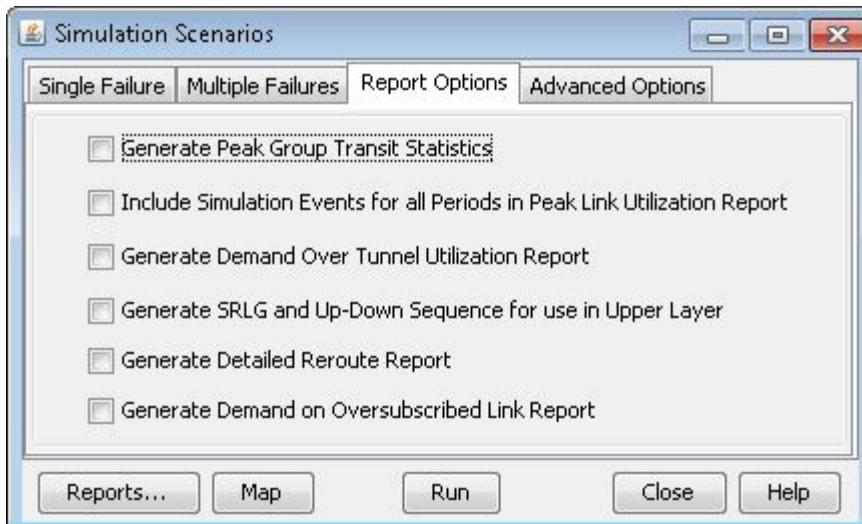 Simulation Scenarios
Single Failure Multiple Failures Report Options Advanced Options
Generate Peak Group Transit Statistics
Include Simulation Events for all Periods in Peak Link Utilization Report
Generate Demand Over Tunnel Utilization Report
Generate SRLG and Up-Down Sequence for use in Upper Layer
Generate Detailed Reroute Report
Generate Demand on Oversubscribed Link Report
Reports... Map Run Close Help